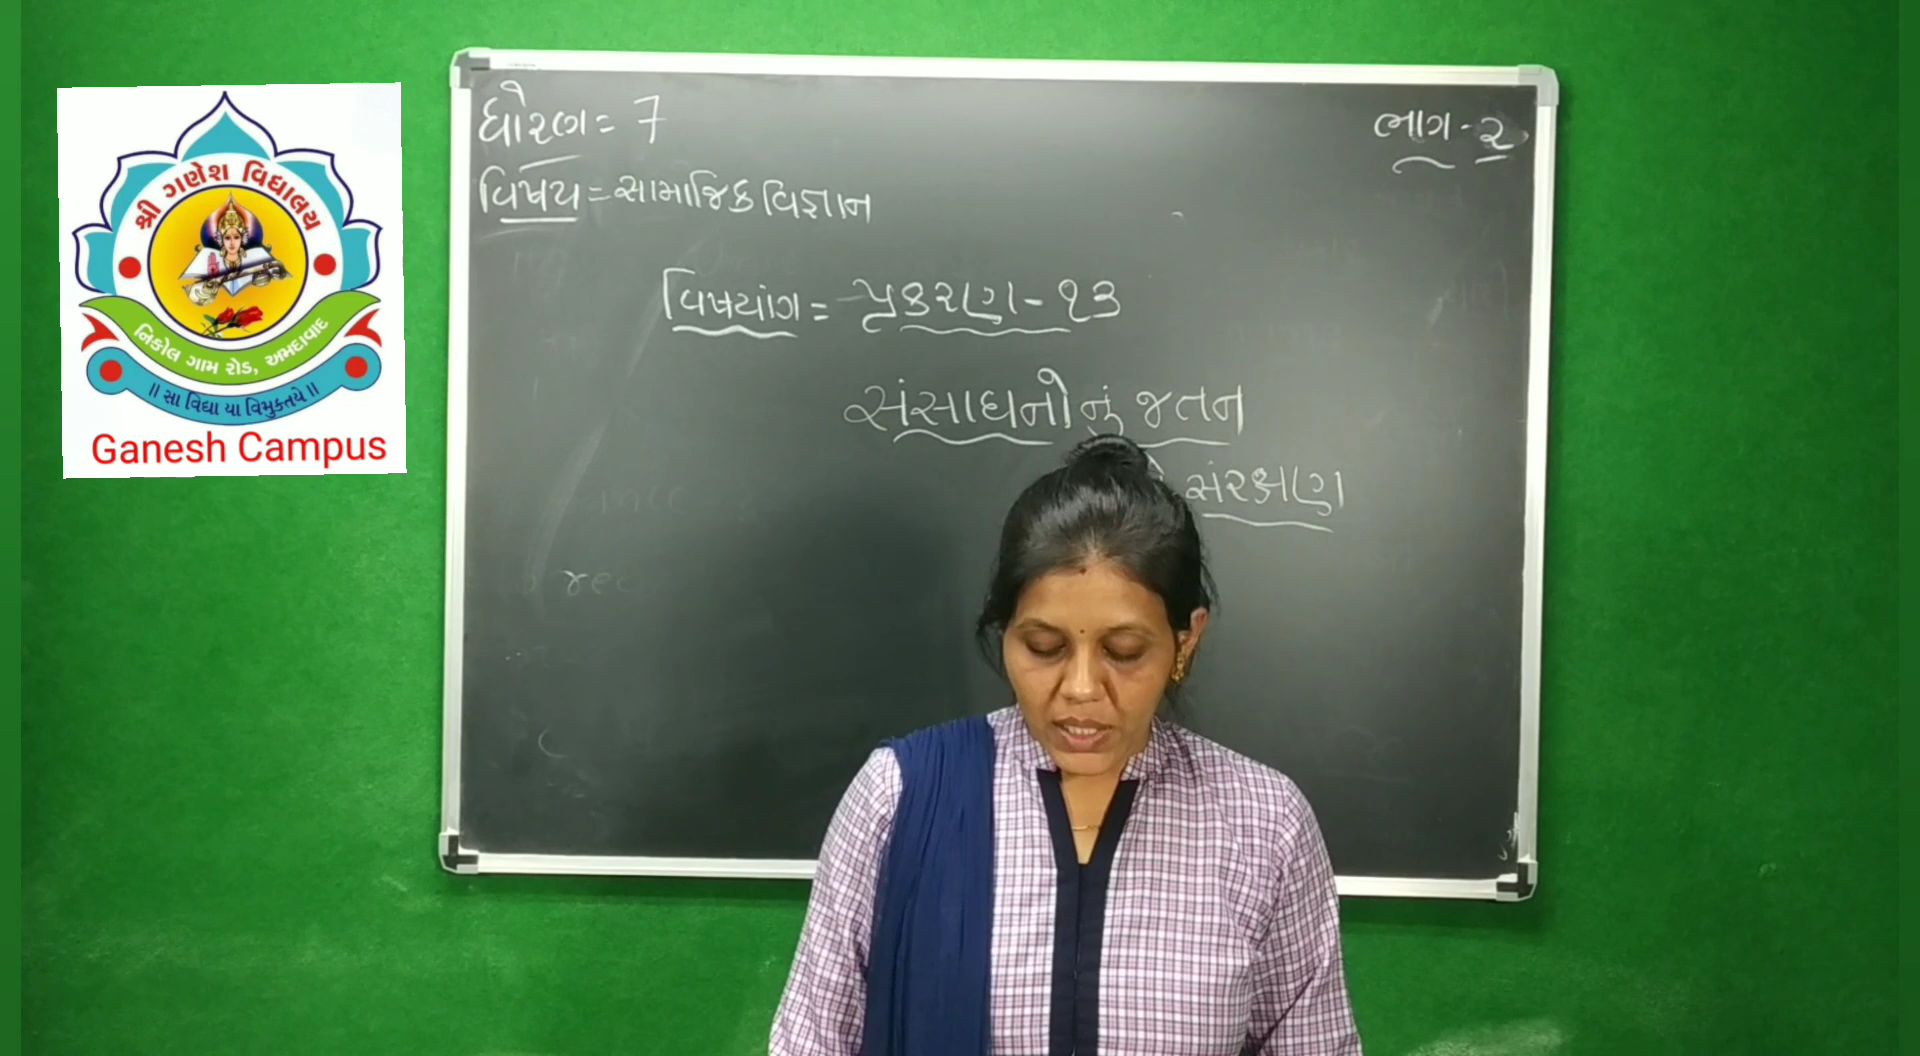 શ્રી ગણેશ વિદ્યાલય
નિકોલ ગામ રોડ, અમદાવાદ
॥ સા વિદ્યા યા વિમુક્તયે ॥
Ganesh Campus
ધોરણ = 7
ભાગ - ૨
વિષય = સામાજિક વિજ્ઞાન
વિષયાંગ = પ્રકરણ - ૧૩
સંસાધનોનું જતન
સંરક્ષણ